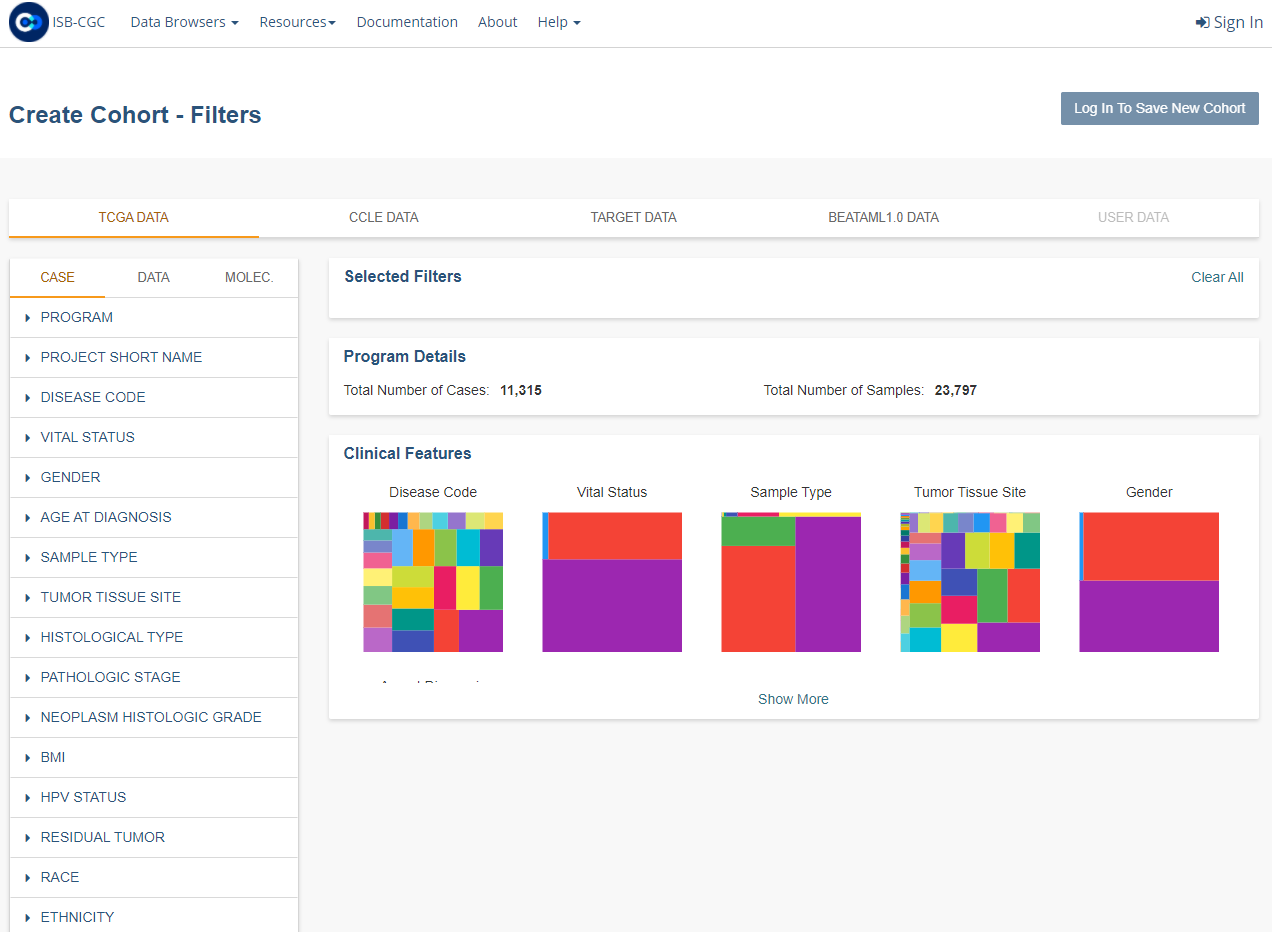 ISB-CGC Data Browsers Resources Documentation About Help Sign In
Create Cohort - Filters
Log In To Save New Cohort
TCGA DATA CCLE DATA TARGET DATA BEATAML1.0 DATA USER DATA
CASE DATA MOLEC.
PROGRAM
PROJECT SHORT NAME
DISEASE CODE
VITAL STATUS
GENDER
AGE AT DIAGNOSIS
SAMPLE TYPE
TUMOR TISSUE SITE
HISTOLOGICAL TYPE
PATHOLOGIC STAGE
NEOPLASM HISTOLOGIC GRADE
BMI
HPV STATUS
RESIDUAL TUMOR
RACE
ETHNICITY
Selected Filters Clear All
Program Details
Total Number of Cases: 11,315 Total Number of Samples: 23,797
Clinical Features
Disease Code Vital Status Sample Type Tumor Tissue Site Gender
Show More